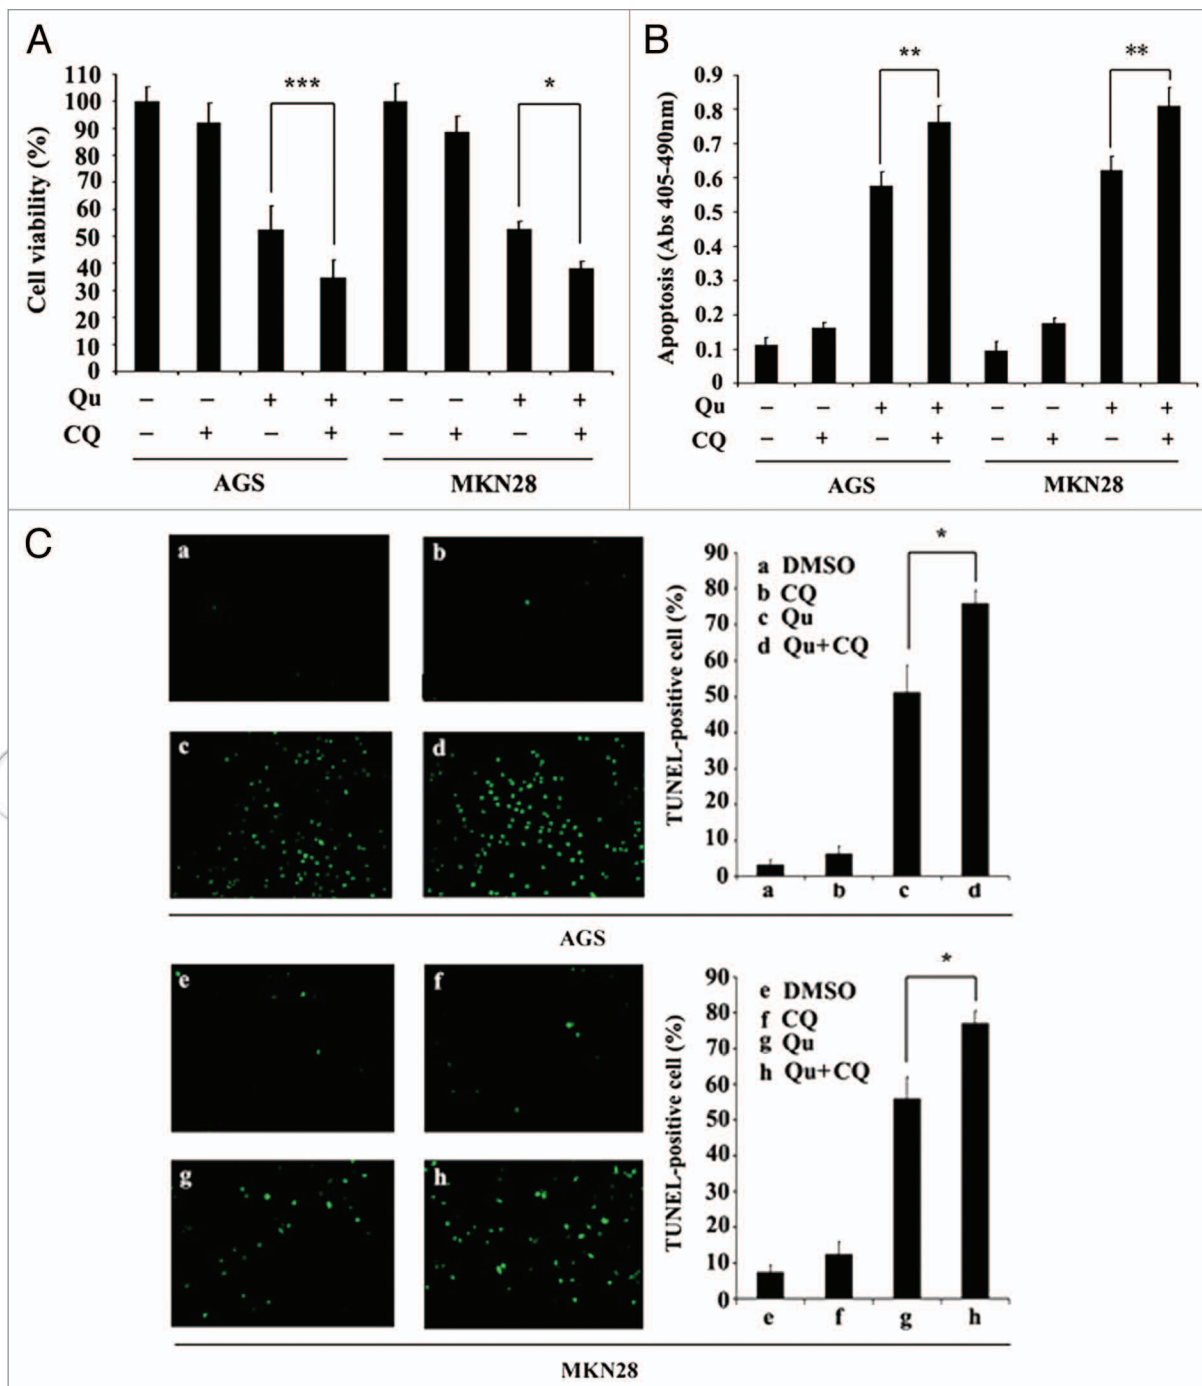 A
Cell viability (%)
110
100
90
80
70
60
50
40
30
20
10
0
***
*
Qu – – + + – – + +
CQ – + – + – + – +
AGS MKN28
B
Apoptosis (Abs 405-490nm)
0.9
0.8
0.7
0.6
0.5
0.4
0.3
0.2
0.1
0
**
**
Qu – – + + – – + +
CQ – + – + – + – +
AGS MKN28
C
a
b
c
d
TUNEL-positive cell (%)
90
80
70
60
50
40
30
20
10
0
*
a DMSO
b CQ
c Qu
d Qu+CQ
a b c d
AGS
e
f
g
h
TUNEL-positive cell (%)
90
80
70
60
50
40
30
20
10
0
*
e DMSO
f CQ
g Qu
h Qu+CQ
e f g h
MKN28